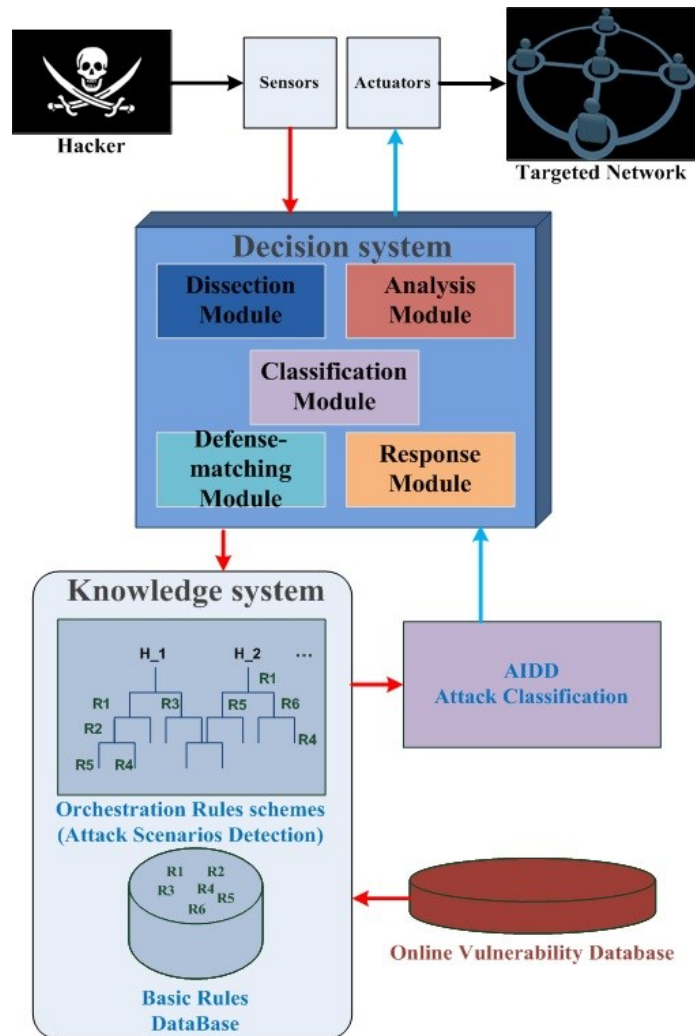 Sensors
Actuators
Hacker
Targeted Network
Decision system
Dissection
Module
Analysis
Module
Classification
Module
Defense-
matching
Module
Response
Module
Knowledge system
H_1
H_2
...
R1
R1
R3
R5
R6
R2
R4
R5
R4
Orchestration Rules schemes
(Attack Scenarios Detection)
AIDD
Attack Classification
R1
R2
R3
R4
R5
R6
Basic Rules
DataBase
Online Vulnerability Database